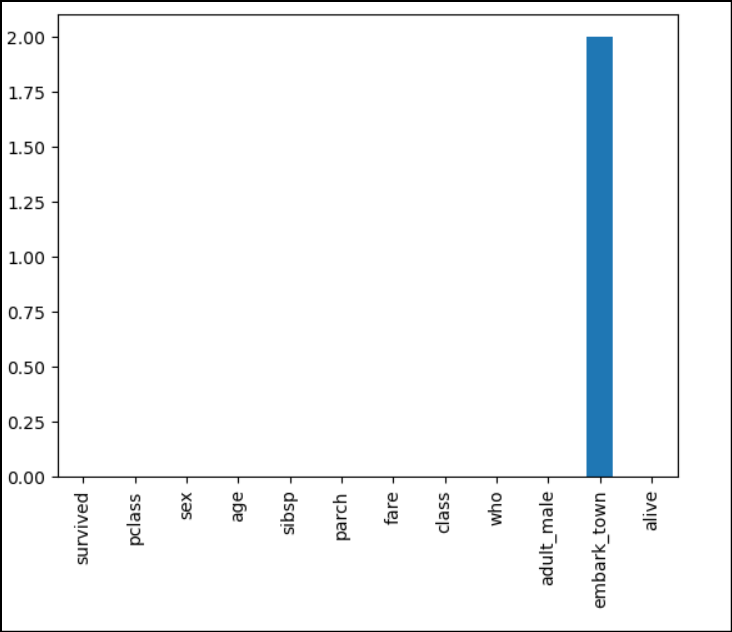 2.00
1.75
1.50
1.25
1.00
0.75
0.50
0.25
0.00
survived
pclass
sex
age
sibsp
parch
fare
class
who
adult_male
embark_town
alive